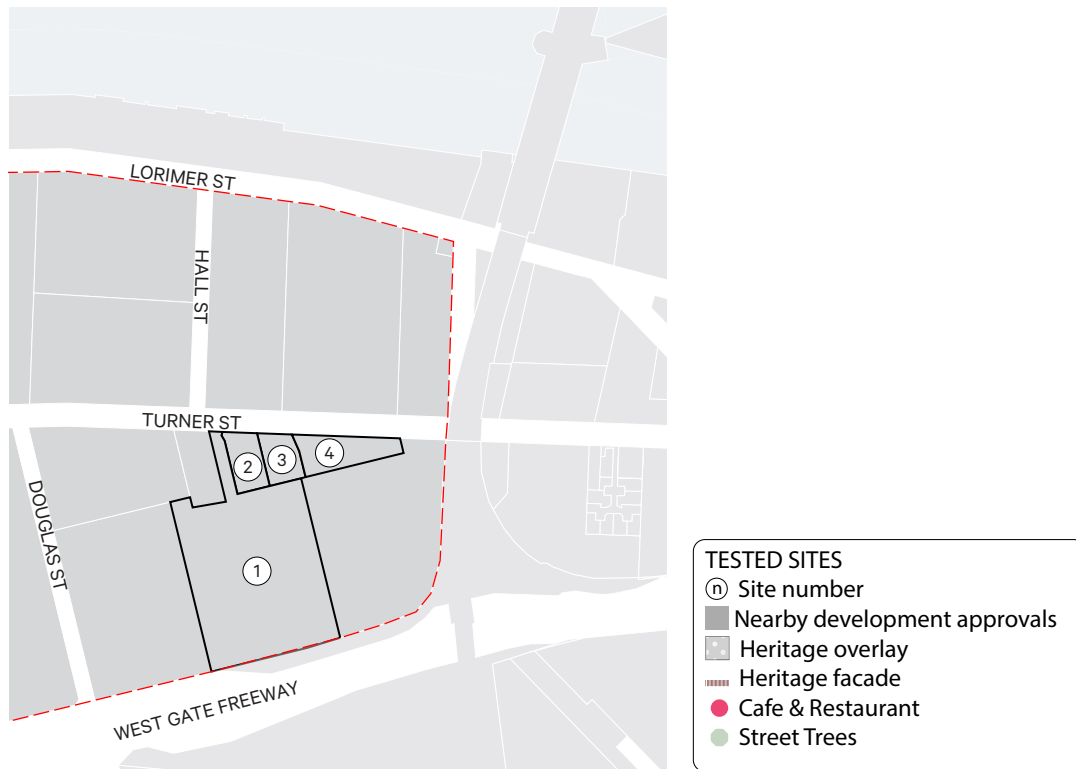 LORIMER ST
HALL ST
TURNER ST
2
3
4
DOUGLAS ST
1
WEST GATE FREEWAY
TESTED SITES
n Site number
Nearby development approvals
Heritage overlay
Heritage facade
Cafe & Restaurant
Street Trees